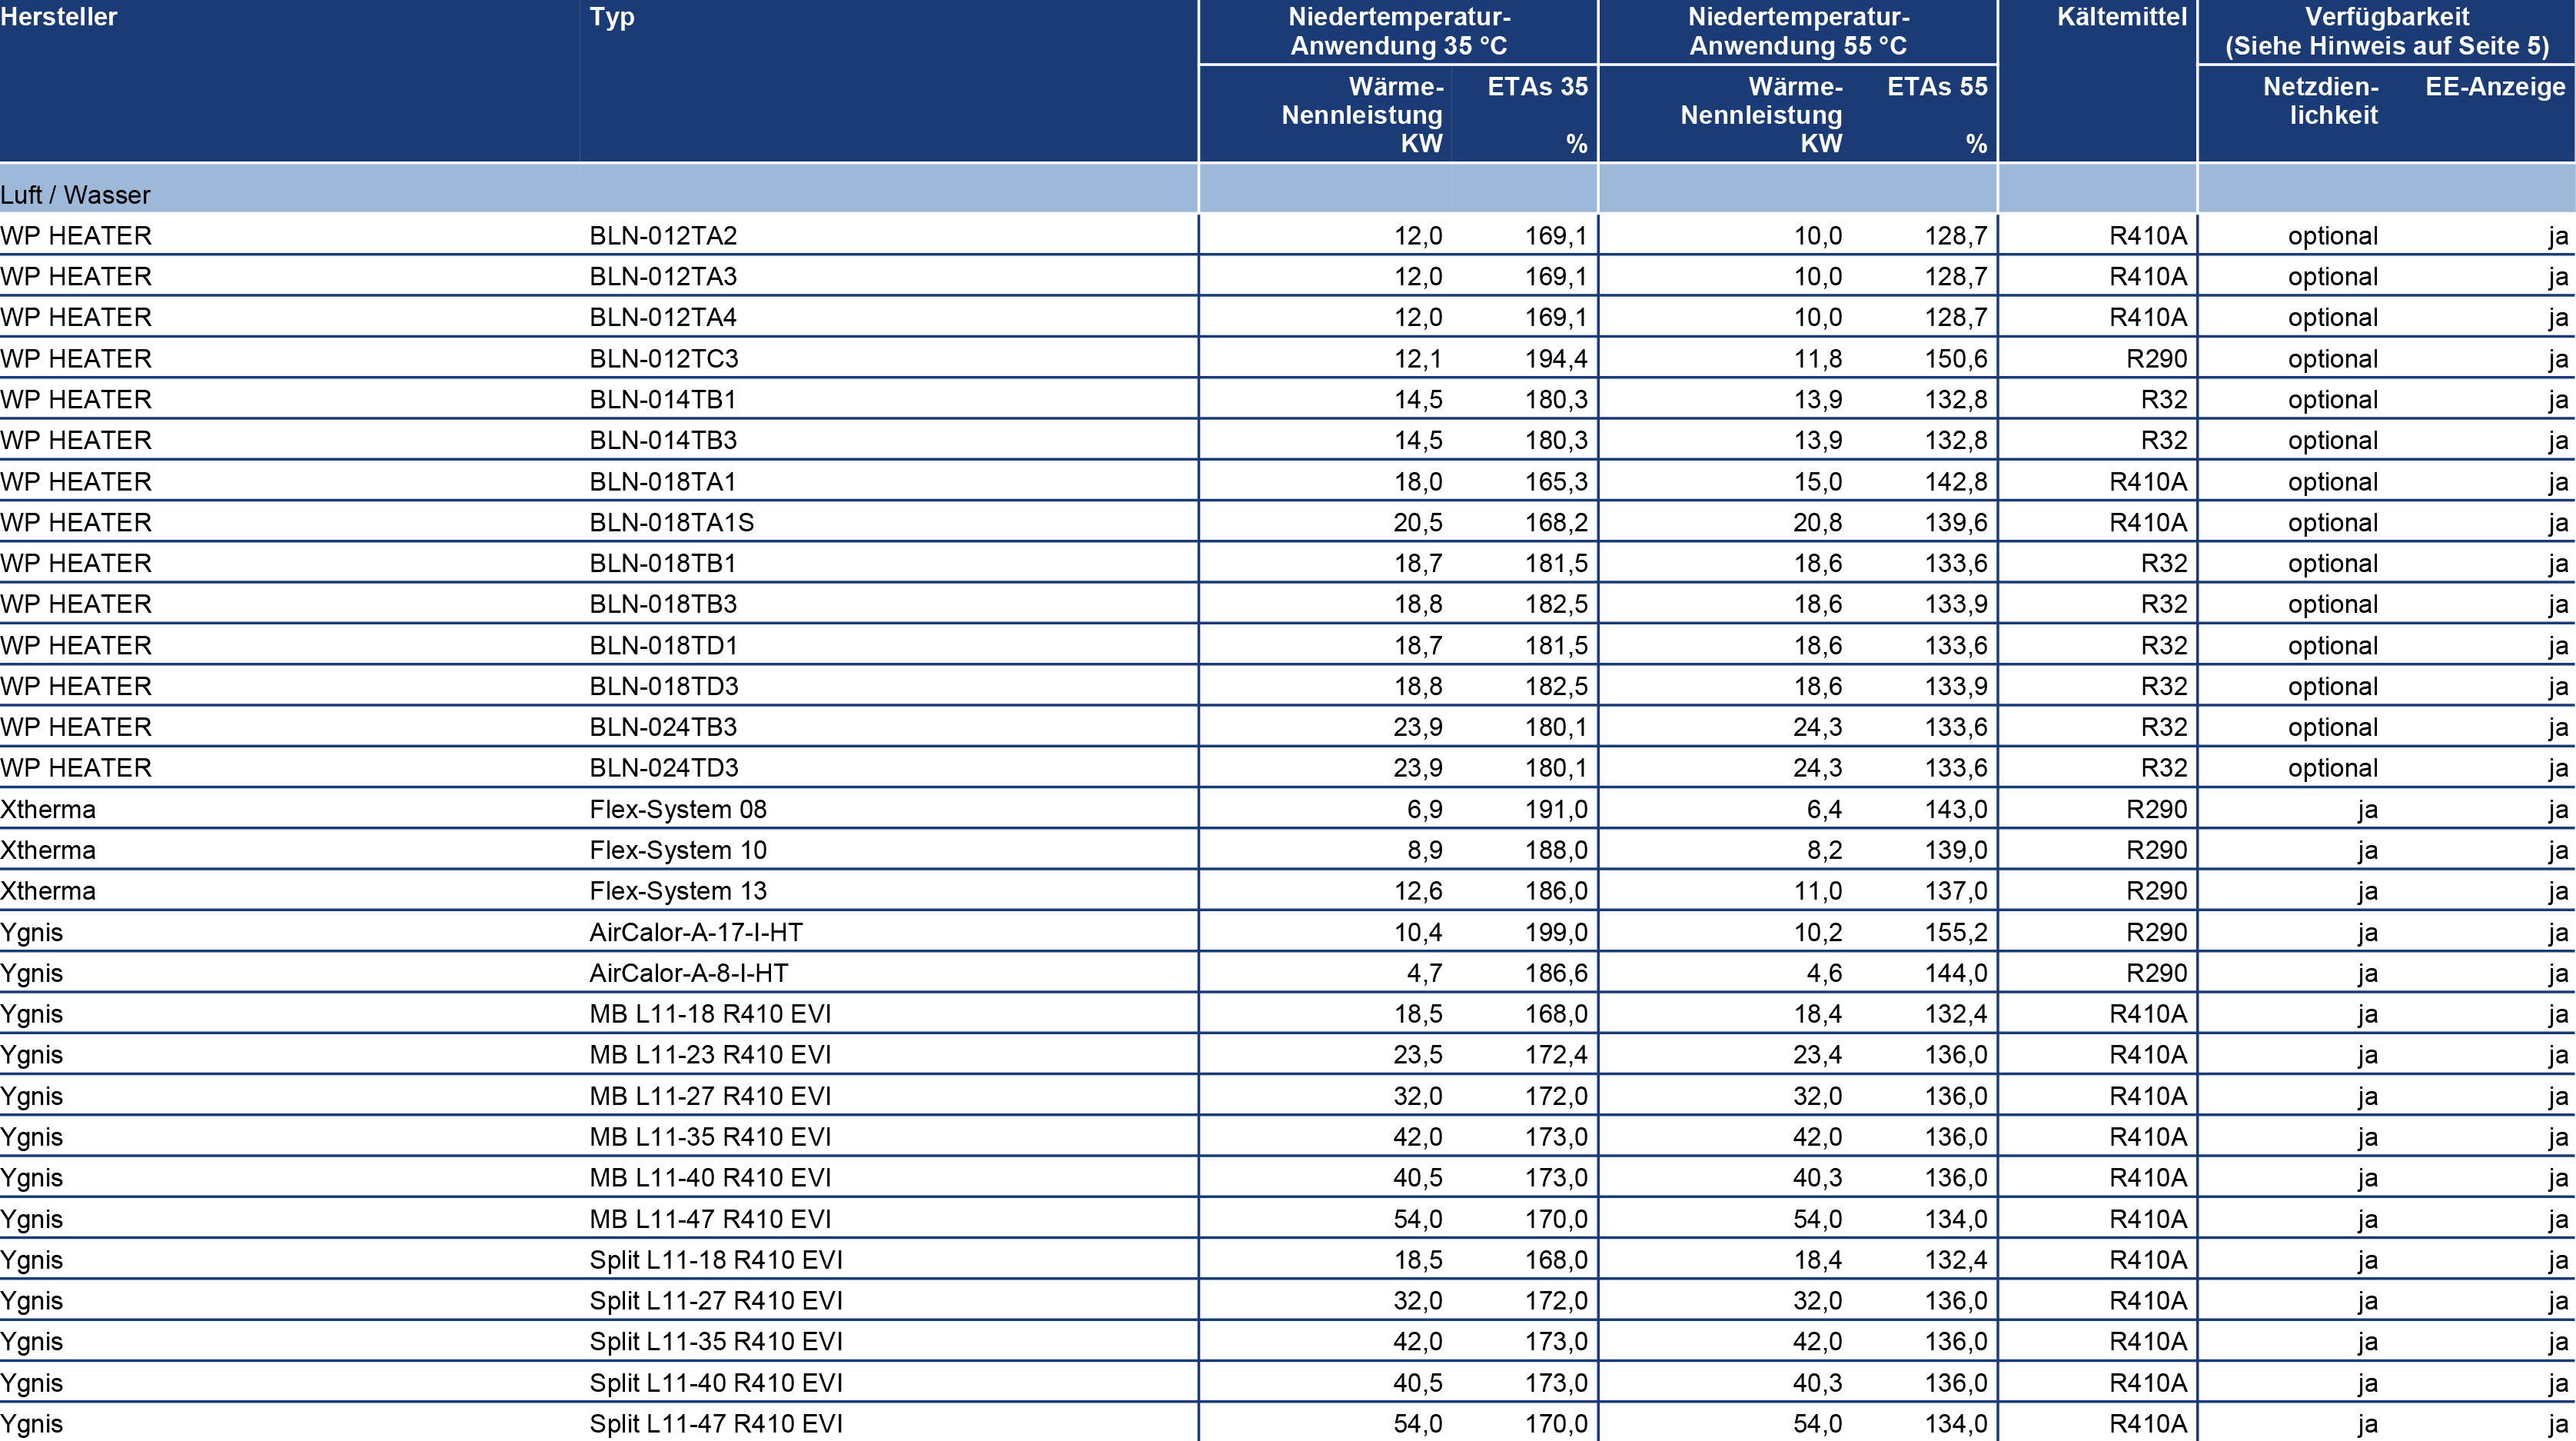 Hersteller Typ Niedertemperatur- Niedertemperatur- Kältemittel Verfügbarkeit
Anwendung 35 °C Anwendung 55 °C (Siehe Hinweis auf Seite 5)
Wärme- ETAs 35 Wärme- ETAs 55 Netzdien- EE-Anzeige
Nennleistung Nennleistung lichkeit
KW % KW %
Luft / Wasser
WP HEATER BLN-012TA2 12,0 169,1 10,0 128,7 R410A optional ja
WP HEATER BLN-012TA3 12,0 169,1 10,0 128,7 R410A optional ja
WP HEATER BLN-012TA4 12,0 169,1 10,0 128,7 R410A optional ja
WP HEATER BLN-012TC3 12,1 194,4 11,8 150,6 R290 optional ja
WP HEATER BLN-014TB1 14,5 180,3 13,9 132,8 R32 optional ja
WP HEATER BLN-014TB3 14,5 180,3 13,9 132,8 R32 optional ja
WP HEATER BLN-018TA1 18,0 165,3 15,0 142,8 R410A optional ja
WP HEATER BLN-018TA1S 20,5 168,2 20,8 139,6 R410A optional ja
WP HEATER BLN-018TB1 18,7 181,5 18,6 133,6 R32 optional ja
WP HEATER BLN-018TB3 18,8 182,5 18,6 133,9 R32 optional ja
WP HEATER BLN-018TD1 18,7 181,5 18,6 133,6 R32 optional ja
WP HEATER BLN-018TD3 18,8 182,5 18,6 133,9 R32 optional ja
WP HEATER BLN-024TB3 23,9 180,1 24,3 133,6 R32 optional ja
WP HEATER BLN-024TD3 23,9 180,1 24,3 133,6 R32 optional ja
Xtherma Flex-System 08 6,9 191,0 6,4 143,0 R290 ja ja
Xtherma Flex-System 10 8,9 188,0 8,2 139,0 R290 ja ja
Xtherma Flex-System 13 12,6 186,0 11,0 137,0 R290 ja ja
Ygnis AirCalor-A-17-I-HT 10,4 199,0 10,2 155,2 R290 ja ja
Ygnis AirCalor-A-8-I-HT 4,7 186,6 4,6 144,0 R290 ja ja
Ygnis MB L11-18 R410 EVI 18,5 168,0 18,4 132,4 R410A ja ja
Ygnis MB L11-23 R410 EVI 23,5 172,4 23,4 136,0 R410A ja ja
Ygnis MB L11-27 R410 EVI 32,0 172,0 32,0 136,0 R410A ja ja
Ygnis MB L11-35 R410 EVI 42,0 173,0 42,0 136,0 R410A ja ja
Ygnis MB L11-40 R410 EVI 40,5 173,0 40,3 136,0 R410A ja ja
Ygnis MB L11-47 R410 EVI 54,0 170,0 54,0 134,0 R410A ja ja
Ygnis Split L11-18 R410 EVI 18,5 168,0 18,4 132,4 R410A ja ja
Ygnis Split L11-27 R410 EVI 32,0 172,0 32,0 136,0 R410A ja ja
Ygnis Split L11-35 R410 EVI 42,0 173,0 42,0 136,0 R410A ja ja
Ygnis Split L11-40 R410 EVI 40,5 173,0 40,3 136,0 R410A ja ja
Ygnis Split L11-47 R410 EVI 54,0 170,0 54,0 134,0 R410A ja ja